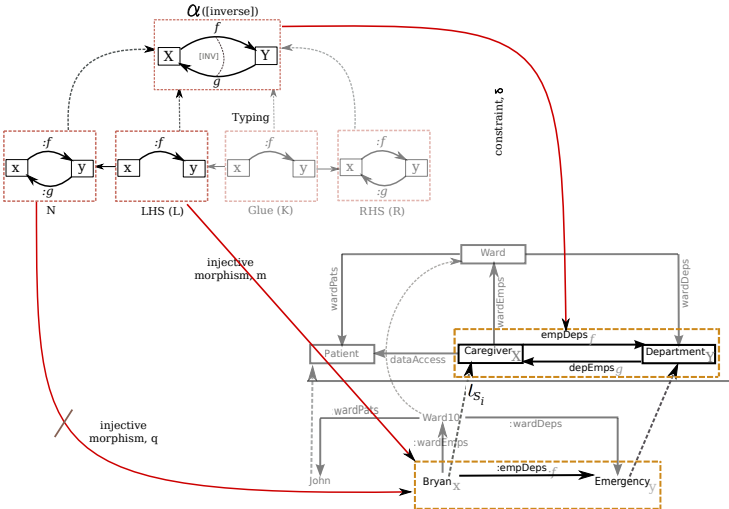 α([inverse])
f
X
[INV]
Y
g
Typing
constraint, δ
:f
x
y
:g
:f
x
y
:f
x
y
:f
x
y
:g
N
LHS (L)
Glue (K)
RHS (R)
injective
morphism, m
Ward
wardPats
wardEmps
wardDeps
empDeps
f
Patient
dataAccess
Caregiver
X
Department
Y
depEmps
g
ιSi
:wardPats
Ward10
:wardDeps
injective
morphism, q
:wardEmps
:empDeps
:f
John
Bryan
x
Emergency
y